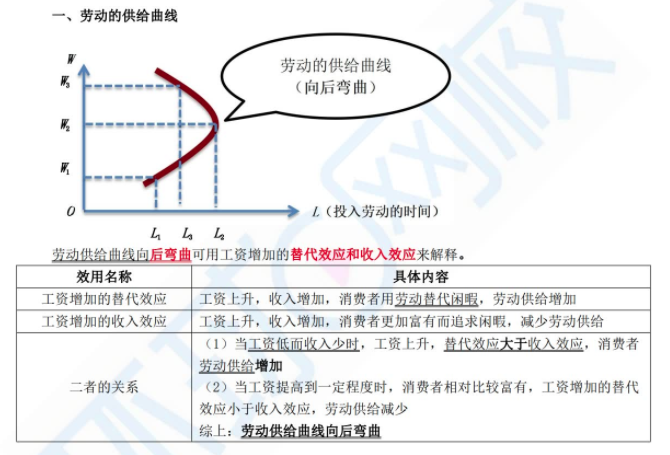 一、劳动的供给曲线
W
W₃
W₂
W₁
O
L₁ L₃ L₂
L（投入劳动的时间）
劳动的供给曲线
（向后弯曲）
劳动供给曲线向后弯曲可用工资增加的替代效应和收入效应来解释。
效用名称 具体内容
工资增加的替代效应 工资上升，收入增加，消费者用劳动替代闲暇，劳动供给增加
工资增加的收入效应 工资上升，收入增加，消费者更加富有而追求闲暇，减少劳动供给
二者的关系
（1）当工资低而收入少时，工资上升，替代效应大于收入效应，消费者
劳动供给增加
（2）当工资提高到一定程度时，消费者相对比较富有，工资增加的替代
效应小于收入效应，劳动供给减少
综上：劳动供给曲线向后弯曲